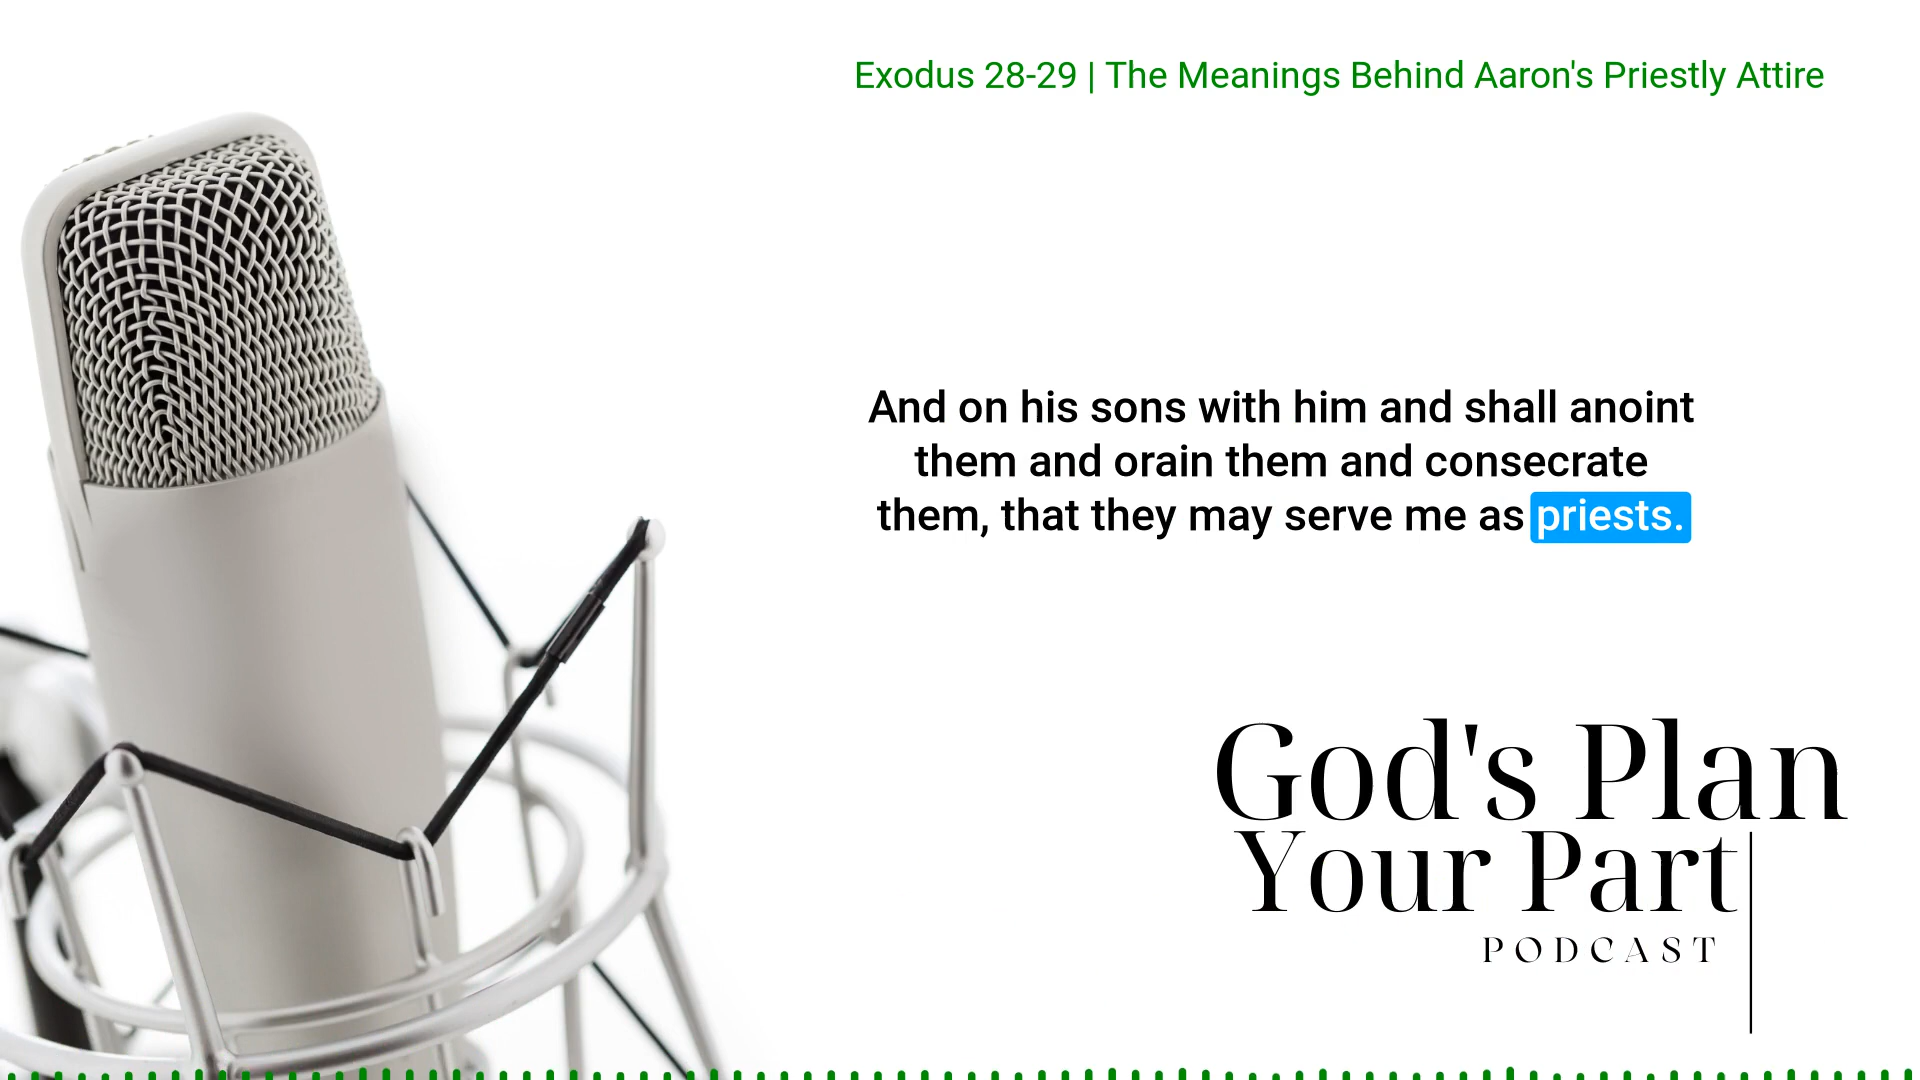 Exodus 28-29 | The Meanings Behind Aaron's Priestly Attire
And on his sons with him and shall anoint
them and orain them and consecrate
them, that they may serve me as priests.
God's Plan
Your Part
PODCAST